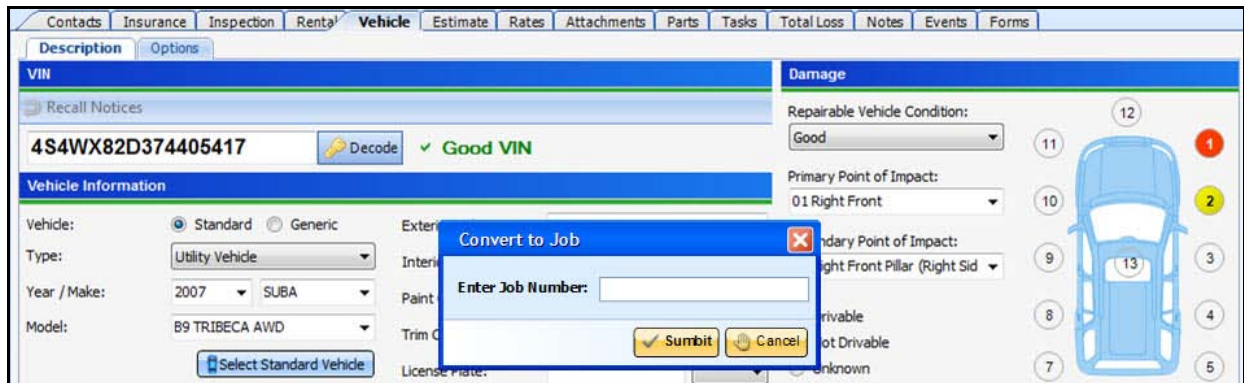 Contacts Insurance Inspection Rental Vehicle Estimate Rates Attachments Parts Tasks Total Loss Notes Events Forms
Description Options
VIN
Recall Notices
4S4WX82D374405417 Decode ✓ Good VIN
Vehicle Information
Vehicle: Standard Generic
Type: Utility Vehicle
Year / Make: 2007 SUBA
Model: B9 TRIBECA AWD
Select Standard Vehicle
Exteri
Interi
Paint
Trim C
License Plate:
Convert to Job
Enter Job Number:
Sumbit Cancel
Damage
Repairable Vehicle Condition:
Good
Primary Point of Impact:
01 Right Front
ndary Point of Impact:
ight Front Pillar (Right Sid
rivable
ot Drivable
Unknown
12
11 1
10 2
9 13 3
8 4
7 5